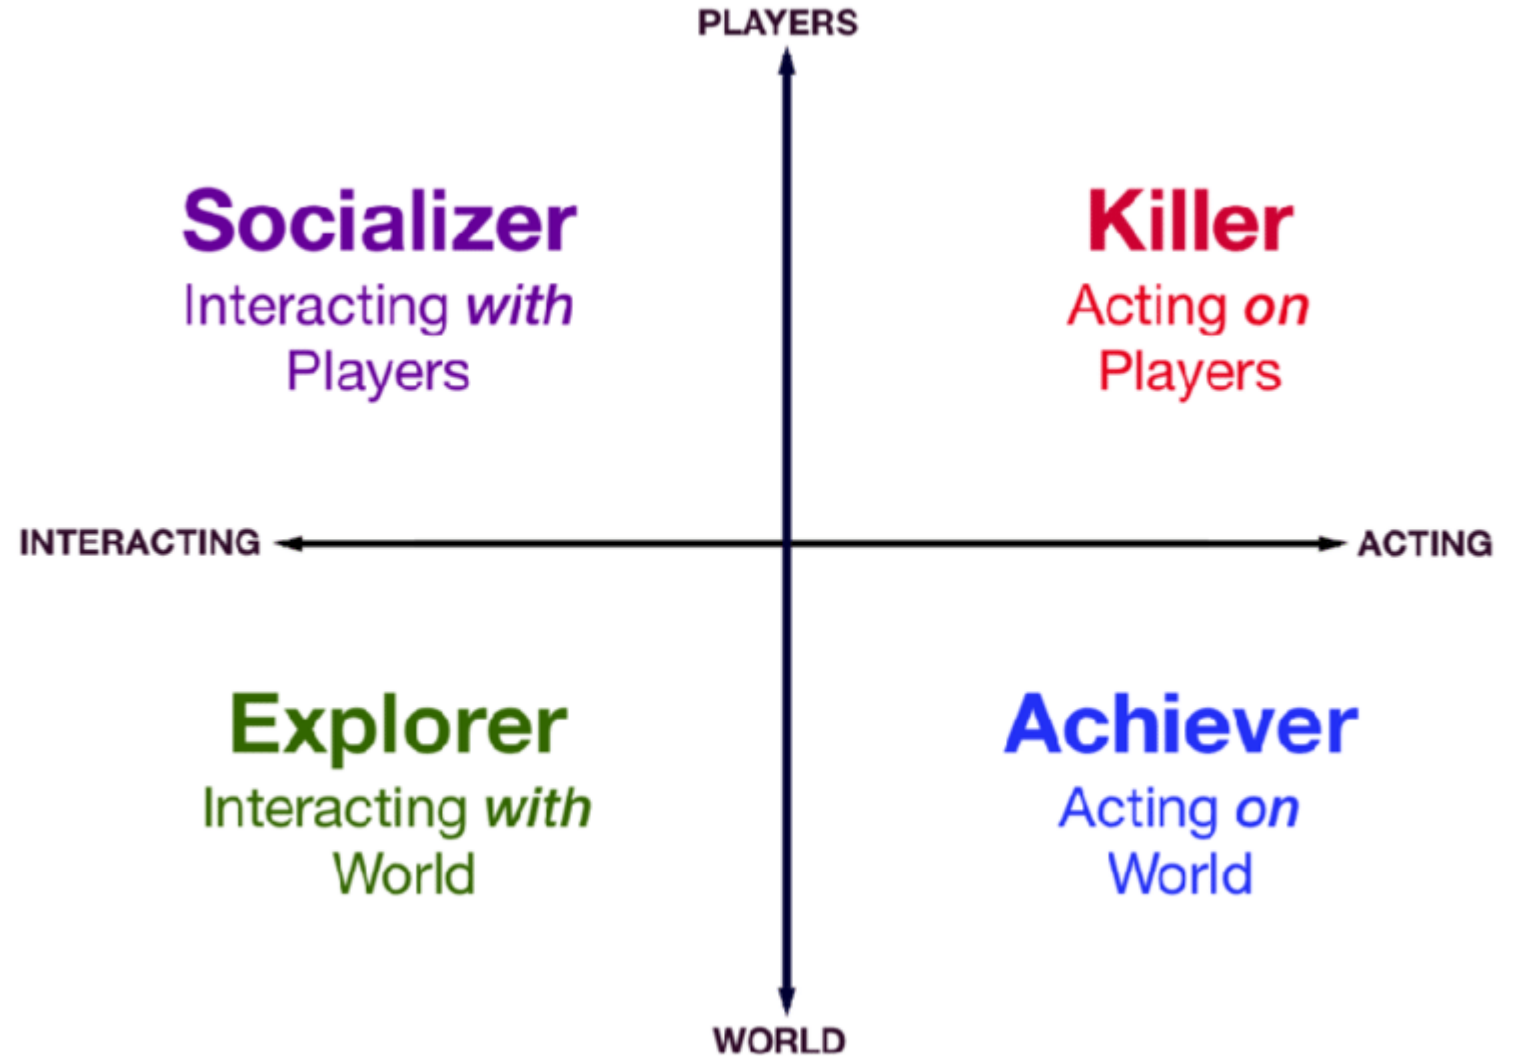 PLAYERS
Socializer
Interacting with
Players
Killer
Acting on
Players
INTERACTING
ACTING
Explorer
Interacting with
World
Achiever
Acting on
World
WORLD